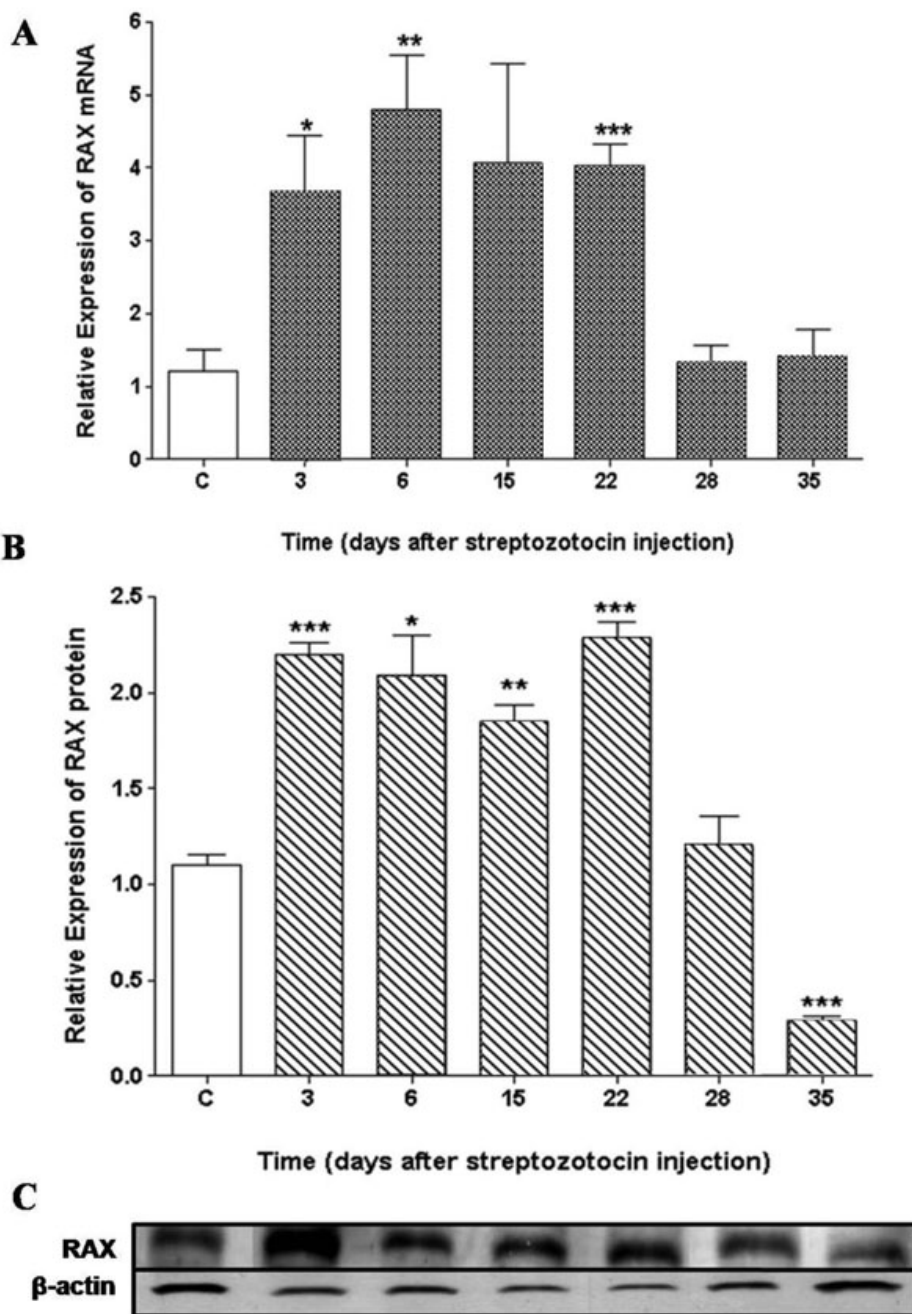 A
Relative Expression of RAX mRNA
6
5
4
3
2
1
0
*
**
***
C 3 6 15 22 28 35
Time (days after streptozotocin injection)
B
Relative Expression of RAX protein
2.5
2.0
1.5
1.0
0.5
0.0
***
*
**
***
***
C 3 6 15 22 28 35
Time (days after streptozotocin injection)
C
RAX
β-actin